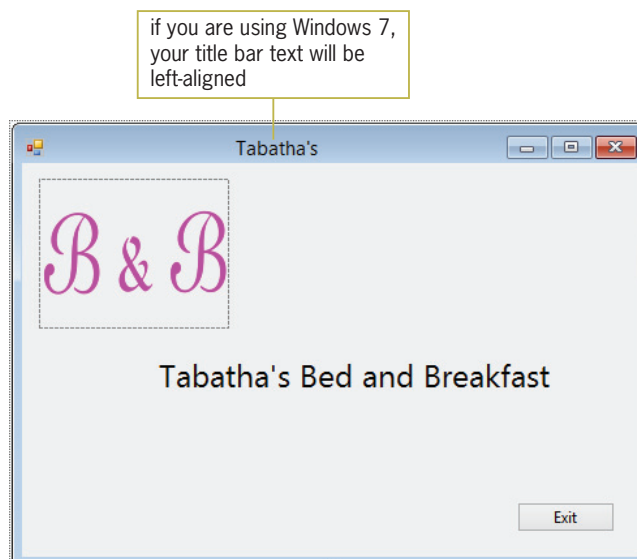 if you are using Windows 7,
your title bar text will be
left-aligned
Tabatha's
B & B
Tabatha's Bed and Breakfast
Exit